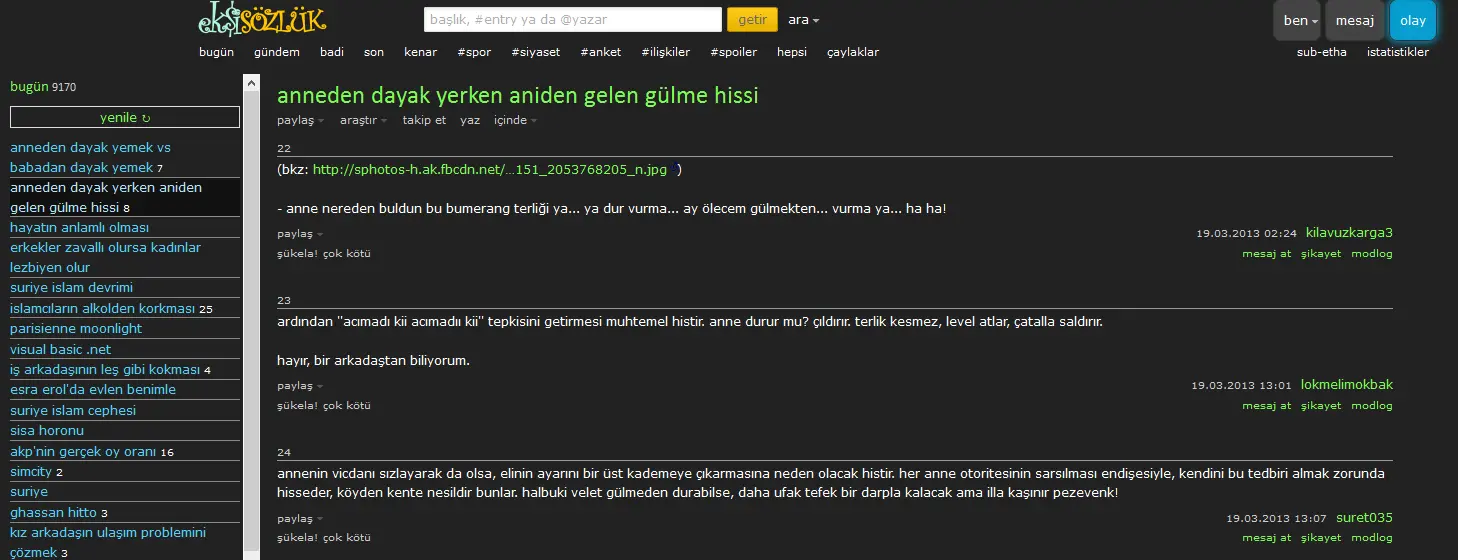 ekşisözlük
başlık, #entry ya da @yazar
getir
ara
ben
mesaj
olay
bugün gündem badi son kenar #spor #siyaset #anket #ilişkiler #spoiler hepsi çaylaklar
sub-etha istatistikler
bugün 9170
yenile ↻
anneden dayak yemek vs
babadan dayak yemek 7
anneden dayak yerken aniden
gelen gülme hissi 8
hayatın anlamlı olması
erkekler zavallı olursa kadınlar
lezbiyen olur
suriye islam devrimi
islamcıların alkolden korkması 25
parisienne moonlight
visual basic .net
iş arkadaşının leş gibi kokması 4
esra erol'da evlen benimle
suriye islam cephesi
sisa horonu
akp'nin gerçek oy oranı 16
simcity 2
suriye
ghassan hitto 3
kız arkadaşın ulaşım problemini
çözmek 3
anneden dayak yerken aniden gelen gülme hissi
paylaş araştır takip et yaz içinde
22
(bkz: http://sphotos-h.ak.fbcdn.net/...151_2053768205_n.jpg )
- anne nereden buldun bu bumerang terliği ya... ya dur vurma... ay ölecem gülmekten... vurma ya... ha ha!
paylaş
19.03.2013 02:24 kilavuzkarga3
şükela! çok kötü
mesaj at şikayet modlog
23
ardından "acımadı kii acımadıı kii" tepkisini getirmesi muhtemel histir. anne durur mu? çıldırır. terlik kesmez, level atlar, çatalla saldırır.
hayır, bir arkadaştan biliyorum.
paylaş
19.03.2013 13:01 lokmelimokbak
şükela! çok kötü
mesaj at şikayet modlog
24
annenin vicdanı sızlayarak da olsa, elinin ayarını bir üst kademeye çıkarmasına neden olacak histir. her anne otoritesinin sarsılması endişesiyle, kendini bu tedbiri almak zorunda
hisseder, köyden kente nesildir bunlar. halbuki velet gülmeden durabilse, daha ufak tefek bir darpla kalacak ama illa kaşınır pezevenk!
paylaş
19.03.2013 13:07 suret035
şükela! çok kötü
mesaj at şikayet modlog